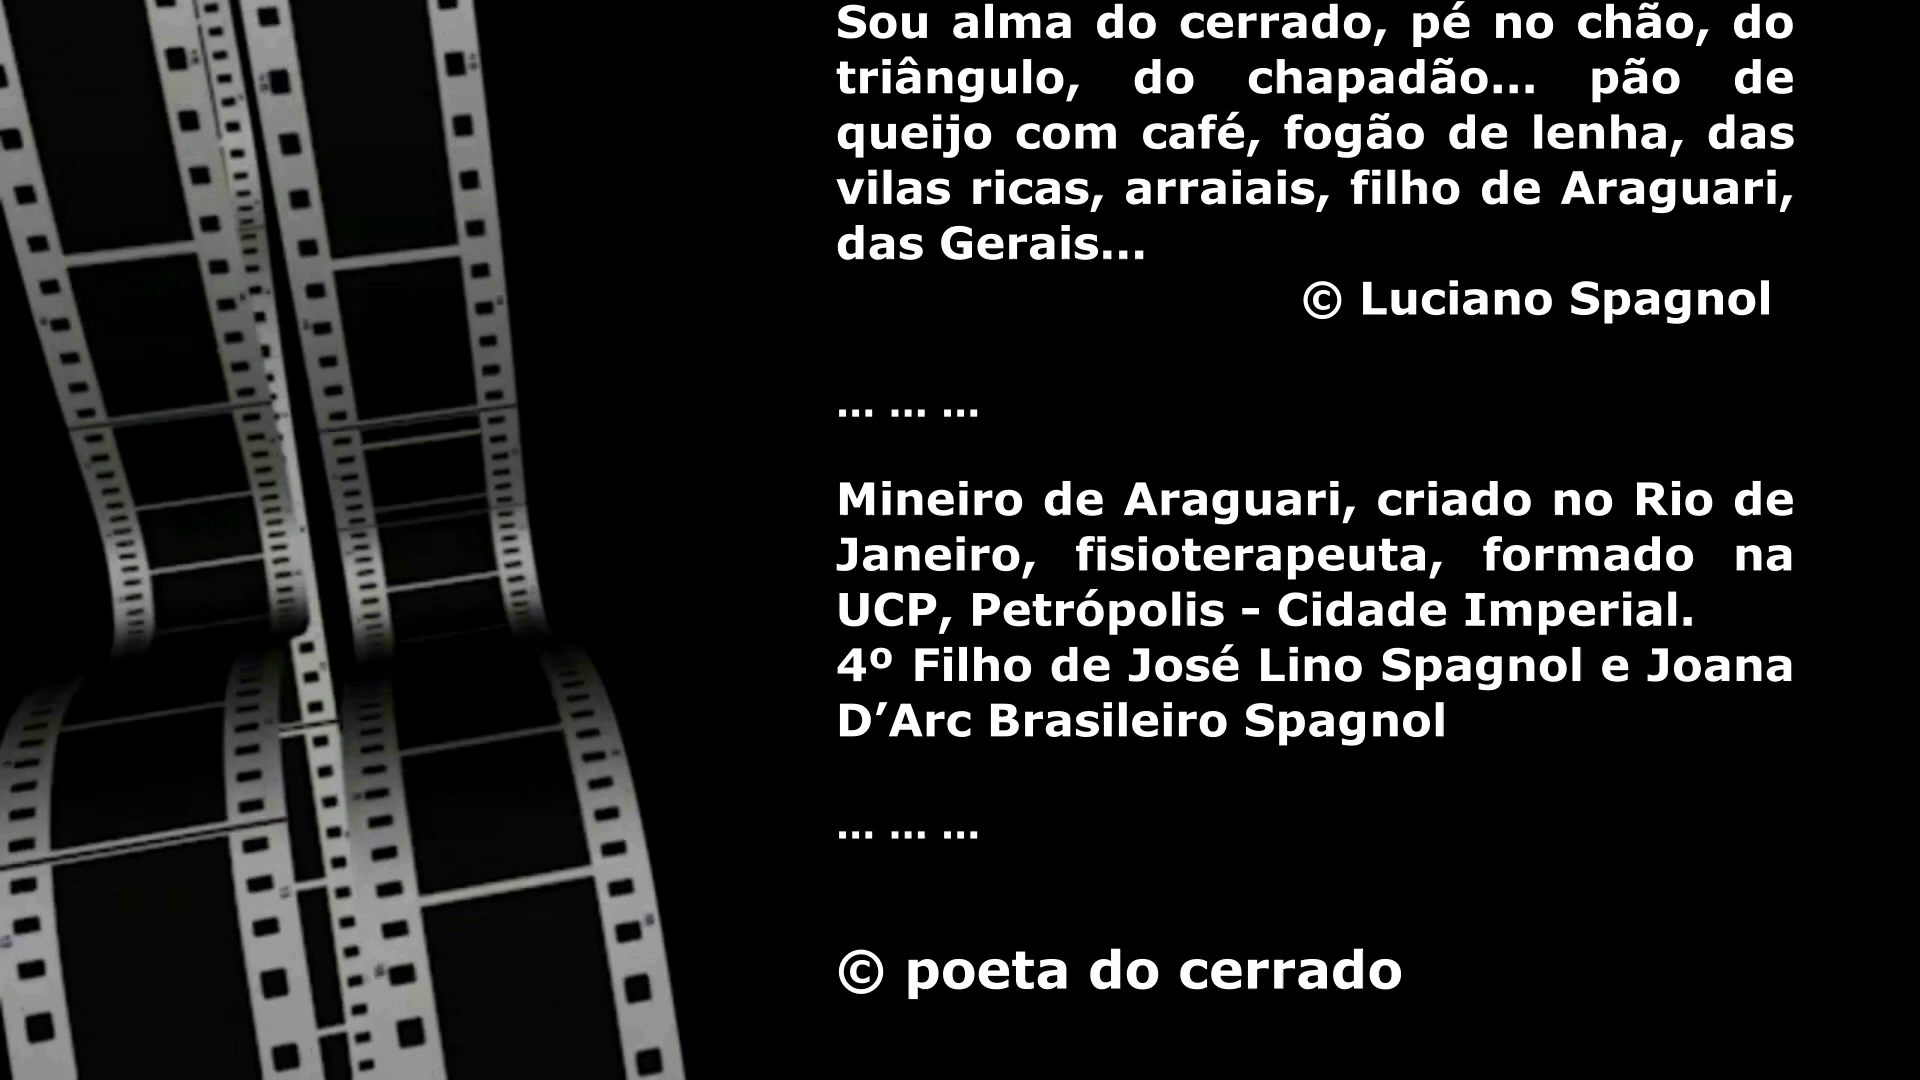 Sou alma do cerrado, pé no chão, do
triângulo, do chapadão... pão de
queijo com café, fogão de lenha, das
vilas ricas, arraiais, filho de Araguari,
das Gerais...
© Luciano Spagnol
... ... ...
Mineiro de Araguari, criado no Rio de
Janeiro, fisioterapeuta, formado na
UCP, Petrópolis - Cidade Imperial.
4º Filho de José Lino Spagnol e Joana
D’Arc Brasileiro Spagnol
... ... ...
© poeta do cerrado